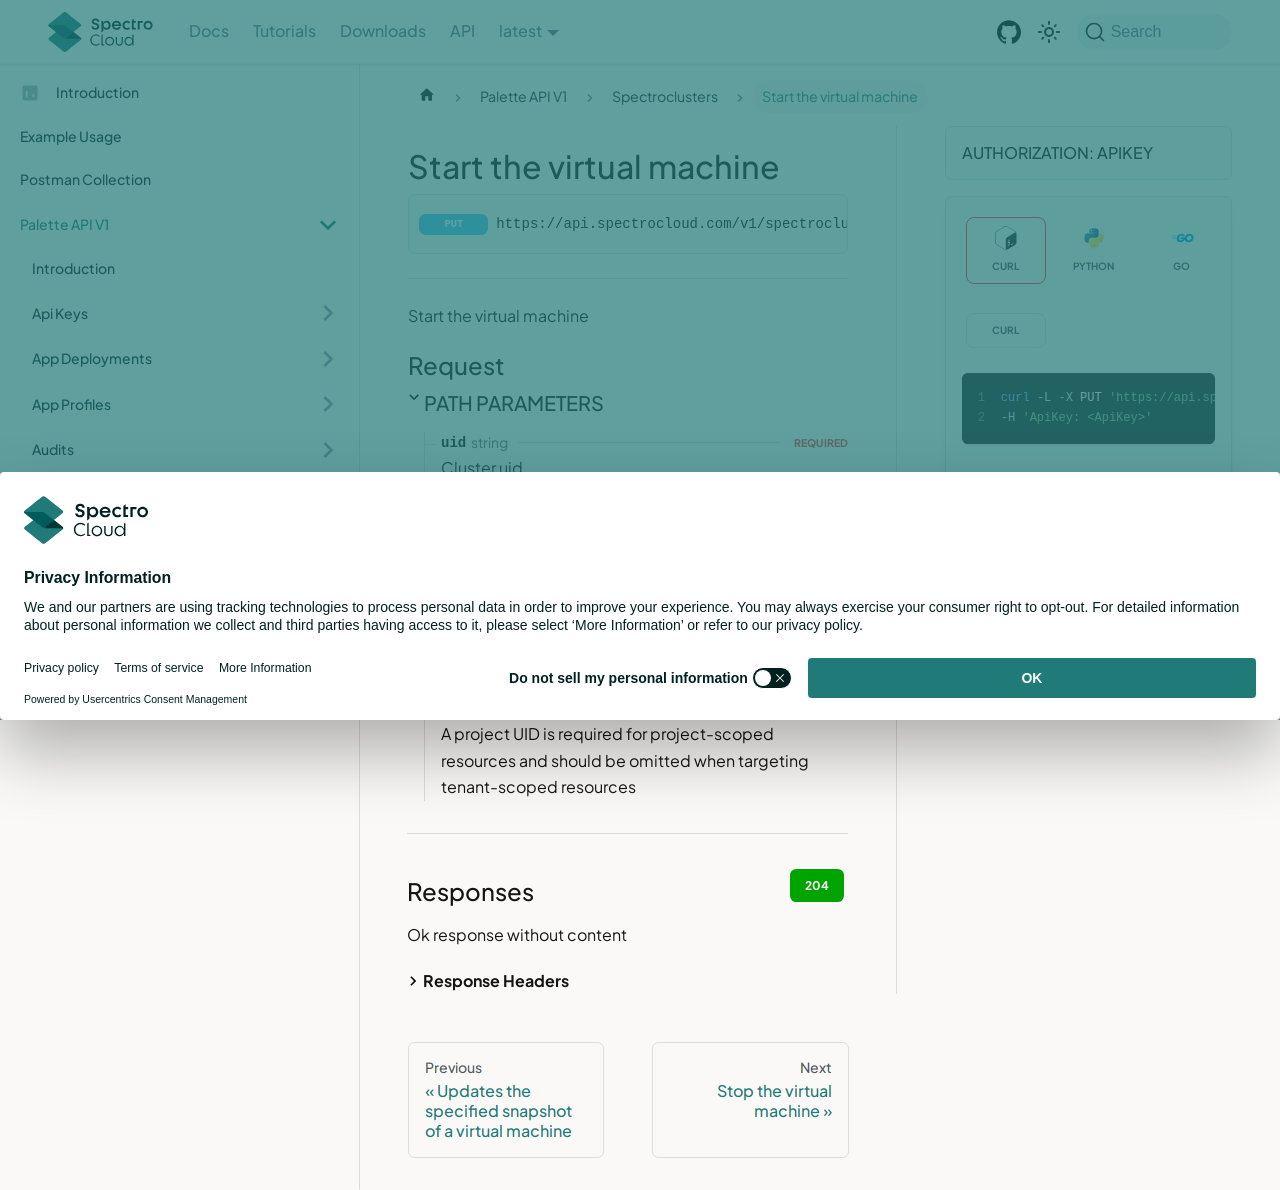 Spectro
Cloud
Docs
Tutorials
Downloads
API
latest
Search
Introduction
Example Usage
Postman Collection
Palette API V1
Introduction
Api Keys
App Deployments
App Profiles
Audits
Palette API V1
Spectroclusters
Start the virtual machine
Start the virtual machine
PUT https://api.spectrocloud.com/v1/spectroclu
Start the virtual machine
Request
PATH PARAMETERS
uid string REQUIRED
Cluster uid
AUTHORIZATION: APIKEY
CURL
PYTHON
GO
CURL
1 curl -L -X PUT 'https://api.sp
2 -H 'ApiKey: <ApiKey>'
Spectro
Cloud
Privacy Information
We and our partners are using tracking technologies to process personal data in order to improve your experience. You may always exercise your consumer right to opt-out. For detailed information
about personal information we collect and third parties having access to it, please select ‘More Information’ or refer to our privacy policy.
Privacy policy
Terms of service
More Information
Powered by Usercentrics Consent Management
Do not sell my personal information
OK
A project UID is required for project-scoped
resources and should be omitted when targeting
tenant-scoped resources
Responses
204
Ok response without content
Response Headers
Previous
« Updates the
specified snapshot
of a virtual machine
Next
Stop the virtual
machine »